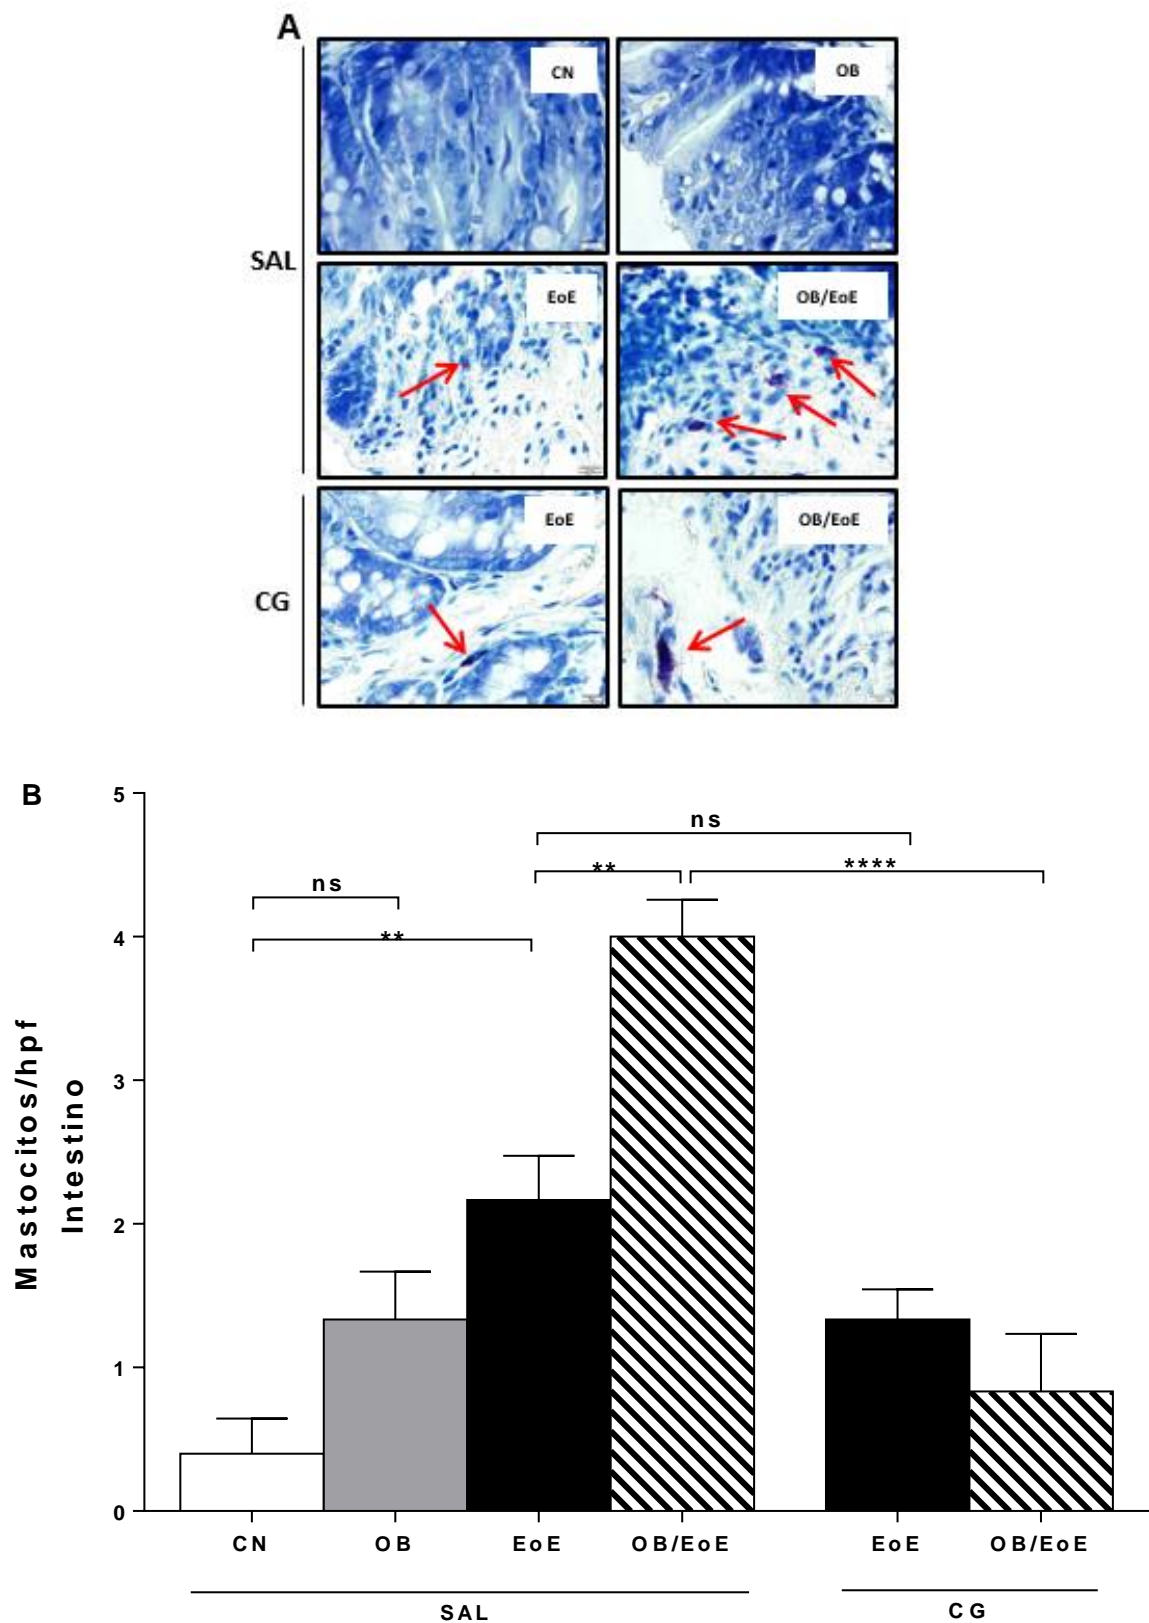 A
CN
OB
SAL
EoE
OB/EoE
CG
EoE
OB/EoE
B
Mastocitos/hpf
Intestino
5
4
3
2
1
0
ns
**
****
ns
**
CN
OB
EoE
OB/EoE
EoE
OB/EoE
SAL
CG